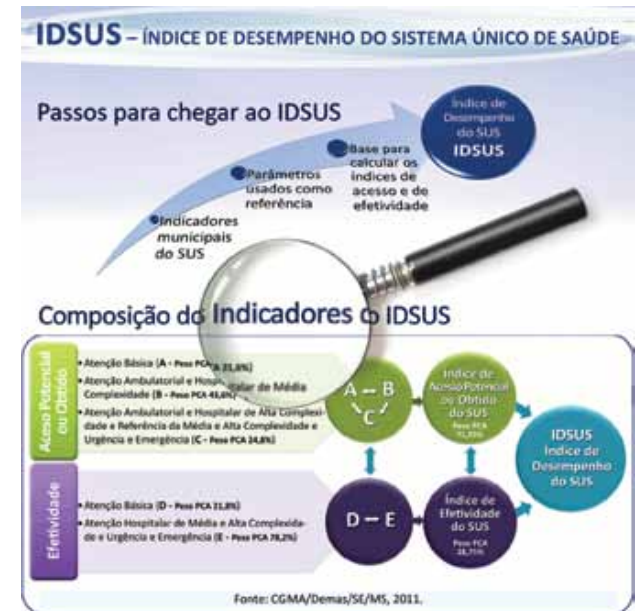 IDSUS – ÍNDICE DE DESEMPENHO DO SISTEMA ÚNICO DE SAÚDE
Passos para chegar ao IDSUS
Indicadores
municipais
do SUS
Parâmetros
usados como
referência
Base para
calcular os
índices de
acesso e de
efetividade
Índice de
Desempenho
do SUS
IDSUS
Composição do Indicadores o IDSUS
Aceso Potencial
ou Obtido
• Atenção Básica (A - Peso PCA
• Atenção Ambulatorial e Hospitalar de Média
Complexidade (B - Peso PCA
• Atenção Ambulatorial e Hospitalar de Alta Complexi-
dade e Referência da Média e Alta Complexidade e
Urgência e Emergência (C - Peso PCA 24,8%)
A – B
C
Índice de
Acesso Potencial
ou Obtido
do SUS
Peso PCA
Efetividade
• Atenção Básica (D - Peso PCA 21,8%)
• Atenção Hospitalar de Média e Alta Complexida-
de e Urgência e Emergência (E - Peso PCA 78,2%)
D – E
Índice de
Efetividade
do SUS
Peso PCA
IDSUS
Índice de
Desempenho
do SUS
Fonte: CGMA/Demas/SE/MS, 2011.